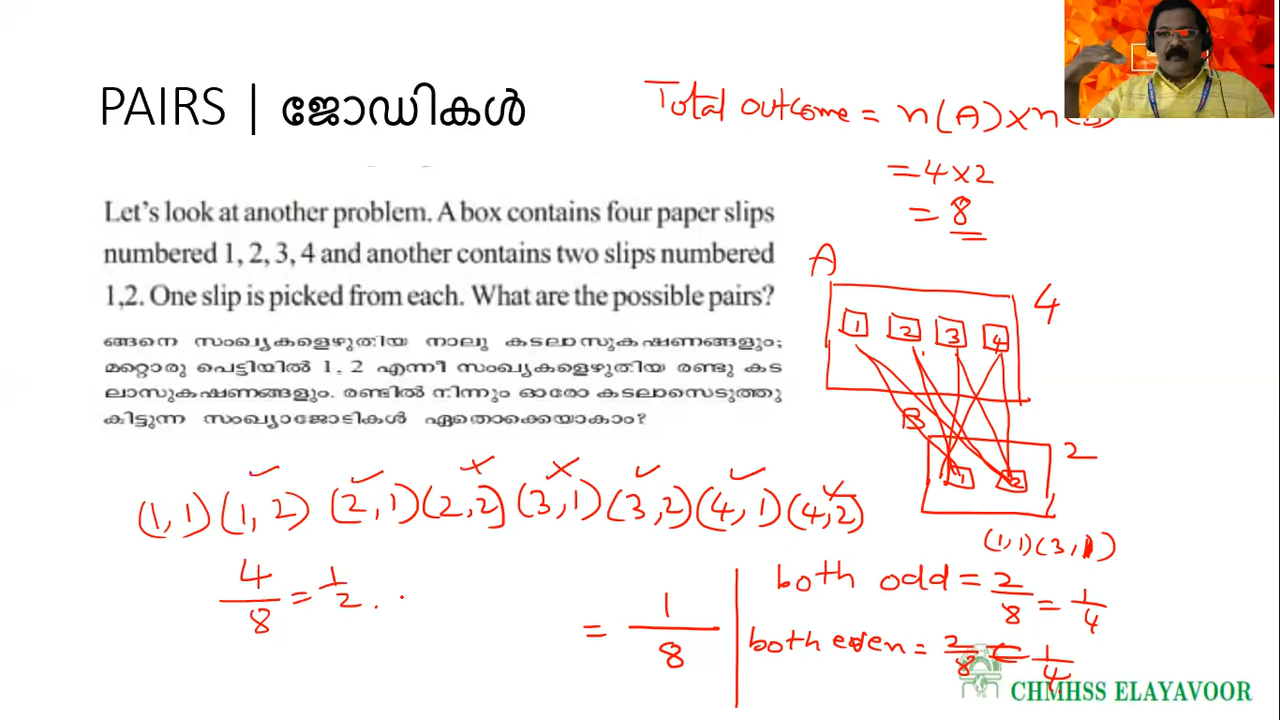 PAIRS | ജോഡികൾ
Total outcome = n(A)×n
= 4×2
= 8
Let's look at another problem. A box contains four paper slips
numbered 1, 2, 3, 4 and another contains two slips numbered
1,2. One slip is picked from each. What are the possible pairs?
ങ്ങനെ സംഖ്യകളെഴുതിയ നാലു കടലാസുകഷണങ്ങളും;
മറ്റൊരു പെട്ടിയിൽ 1, 2 എന്നീ സംഖ്യകളെഴുതിയ രണ്ടു കട
ലാസുകഷണങ്ങളും. രണ്ടിൽ നിന്നും ഓരോ കടലാസെടുത്തു
കിട്ടുന്ന സംഖ്യാജോടികൾ ഏതൊക്കെയാകാം?
A
4
1 2 3 4
B
2
1 2
(1,1) (1,2) (2,1) (2,2) (3,1) (3,2) (4,1) (4,2)
(1,1) (3,1)
4/8 = 1/2 .
= 1/8
both odd = 2/8 = 1/4
both even = 2/8 = 1/4
CHMHSS ELAYAVOOR